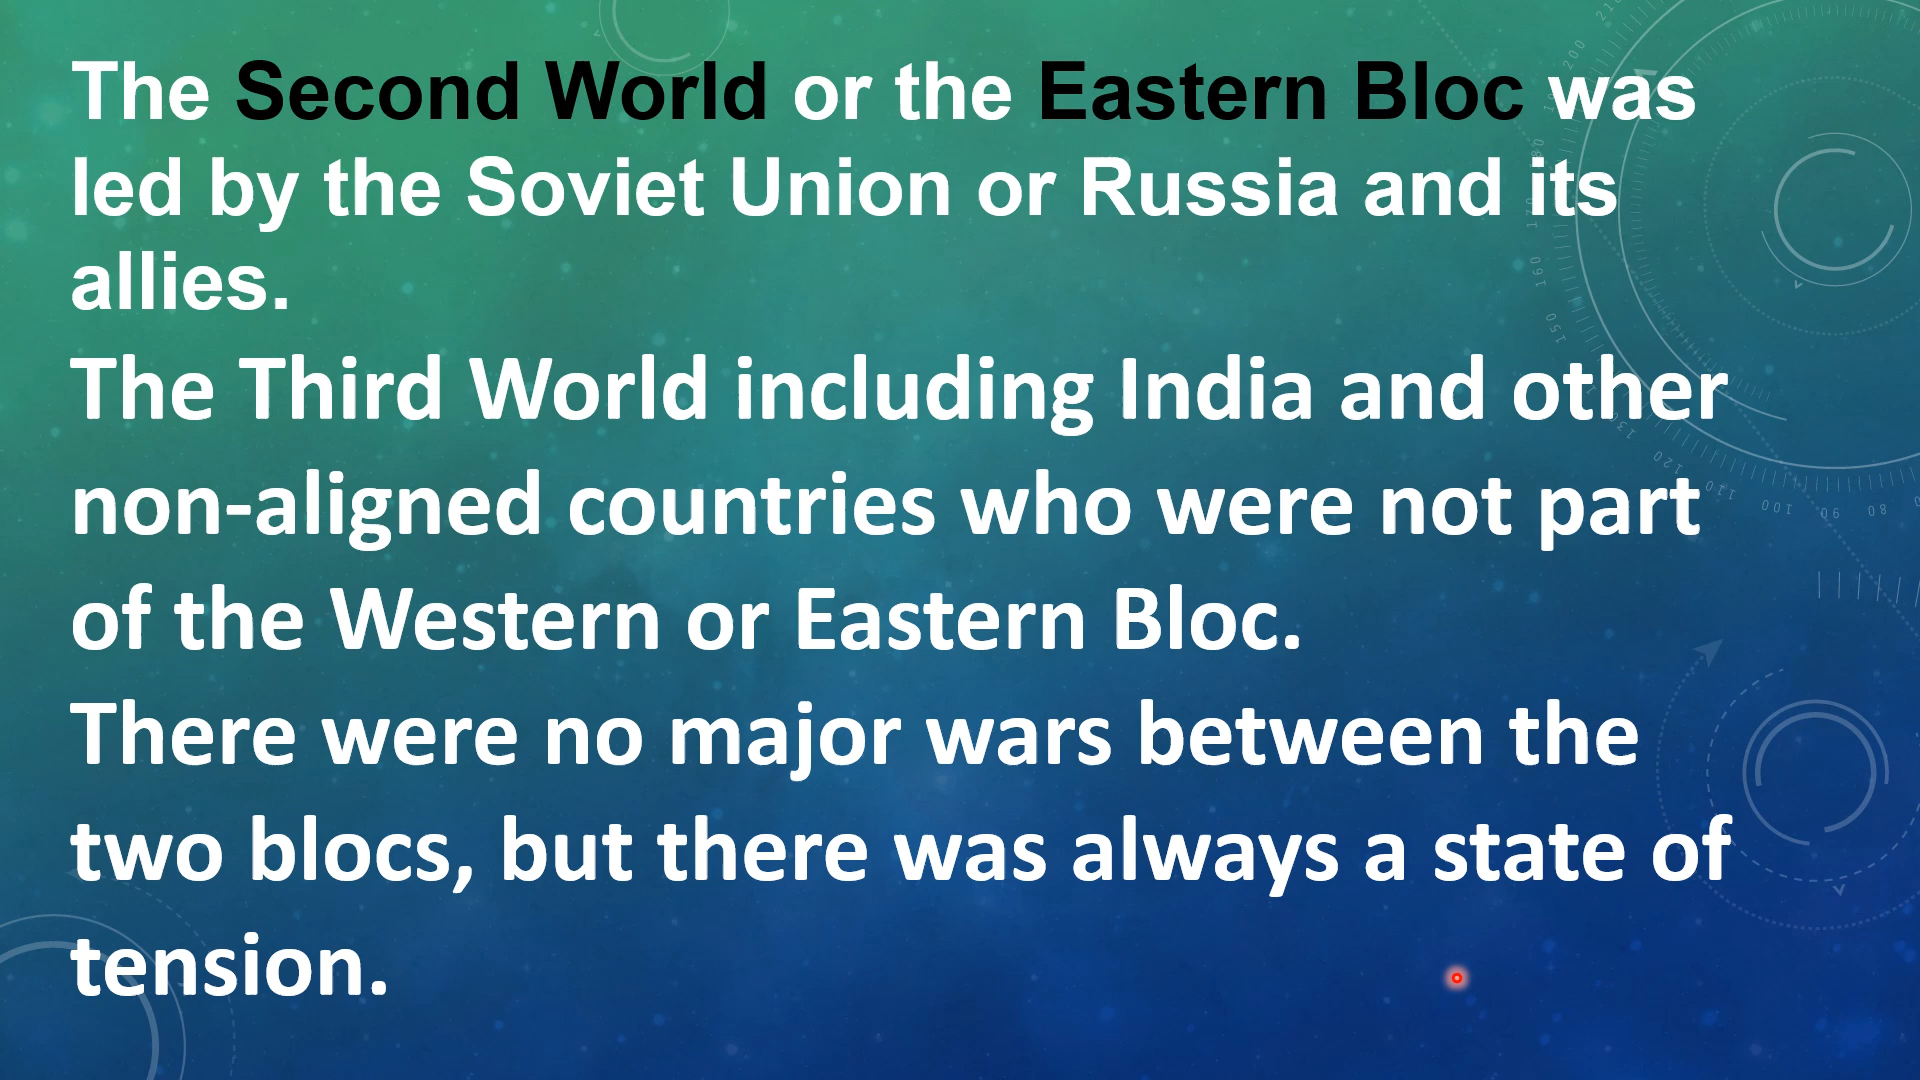 The Second World or the Eastern Bloc was
led by the Soviet Union or Russia and its
allies.
The Third World including India and other
non-aligned countries who were not part
of the Western or Eastern Bloc.
There were no major wars between the
two blocs, but there was always a state of
tension.